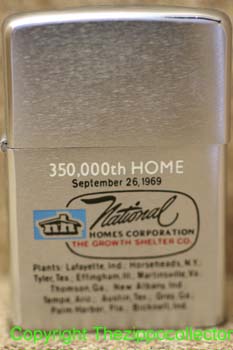 350,000th HOME
September 26, 1969
National
nh
HOMES CORPORATION
THE GROWTH SHELTER CO.
Plants: Lafayette, Ind.; Horseheads, N.Y.;
Tyler, Tex.; Effingham, Ill.; Martinsville, Va.
Thomson, Ga.; New Albany, Ind.
Tempe, Ariz.; Austin, Tex.; Gray, Ga.;
Palm Harbor, Fla.; Bicknell, Ind.
Copyright Thezippocollector